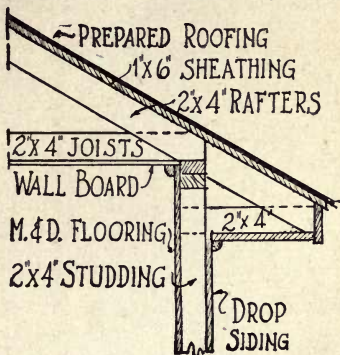 PREPARED ROOFING
1"X6" SHEATHING
2"X4" RAFTERS
2"X4" JOISTS
WALL BOARD
2"X4"
M.&D. FLOORING
2"X4" STUDDING
DROP
SIDING